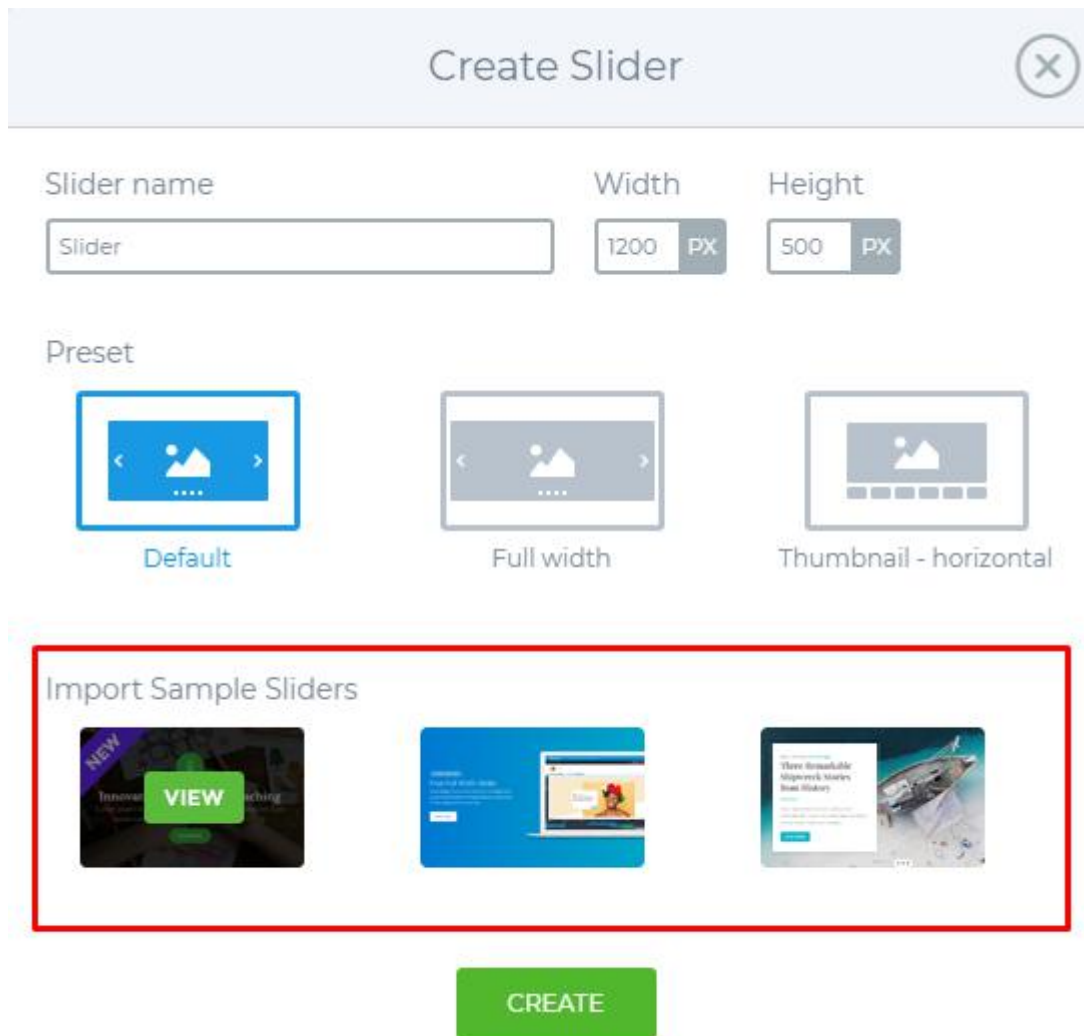 Create Slider
Slider name
Width
Height
Slider
1200 PX
500 PX
Preset
Default
Full width
Thumbnail - horizontal
Import Sample Sliders
NEW
VIEW
Three Remarkable
Shipwreck Stories
from History
CREATE